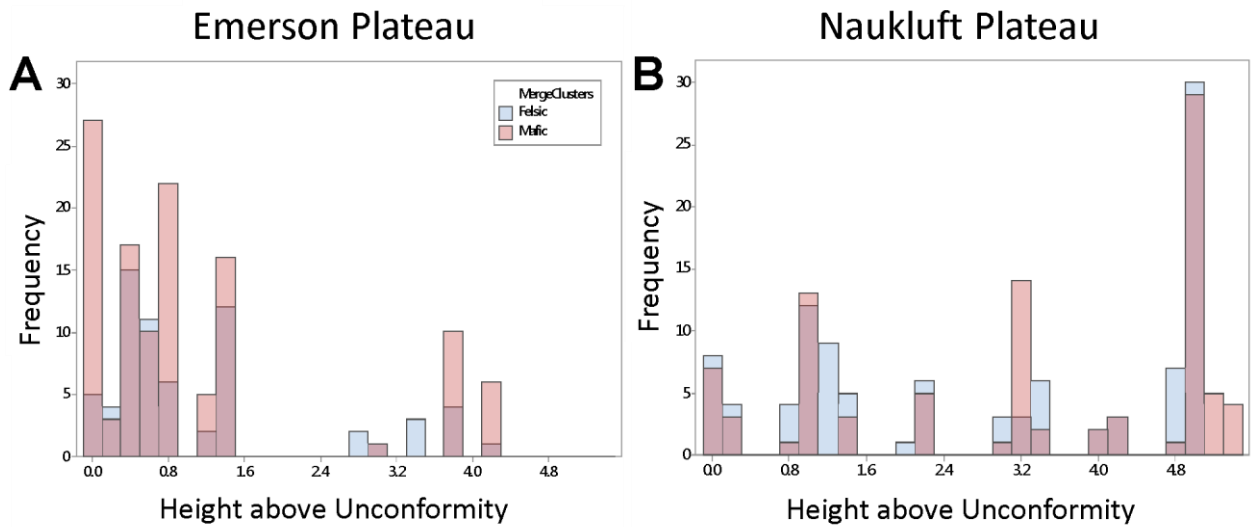 Emerson Plateau
Naukluft Plateau
A
B
MergeClusters
Felsic
Mafic
30
25
20
15
10
5
0
Frequency
0.0 0.8 1.6 2.4 3.2 4.0 4.8
Height above Unconformity
30
25
20
15
10
5
0
Frequency
0.0 0.8 1.6 2.4 3.2 4.0 4.8
Height above Unconformity